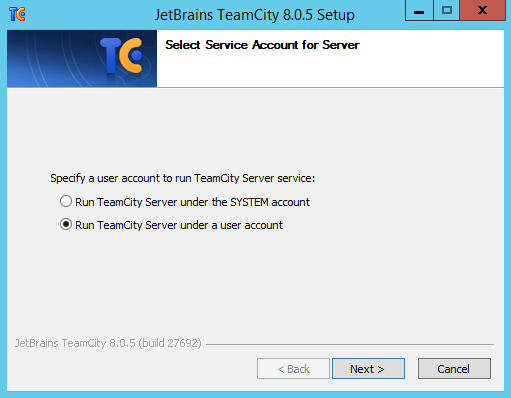 TC
JetBrains TeamCity 8.0.5 Setup
TC
Select Service Account for Server
Specify a user account to run TeamCity Server service:
Run TeamCity Server under the SYSTEM account
Run TeamCity Server under a user account
JetBrains TeamCity 8.0.5 (build 27692)
< Back
Next >
Cancel